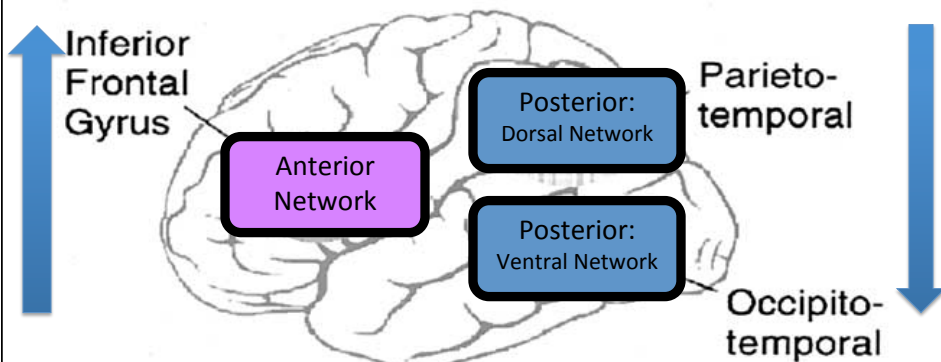 Inferior
Frontal
Gyrus
Anterior
Network
Posterior:
Dorsal Network
Parieto-
temporal
Posterior:
Ventral Network
Occipito-
temporal